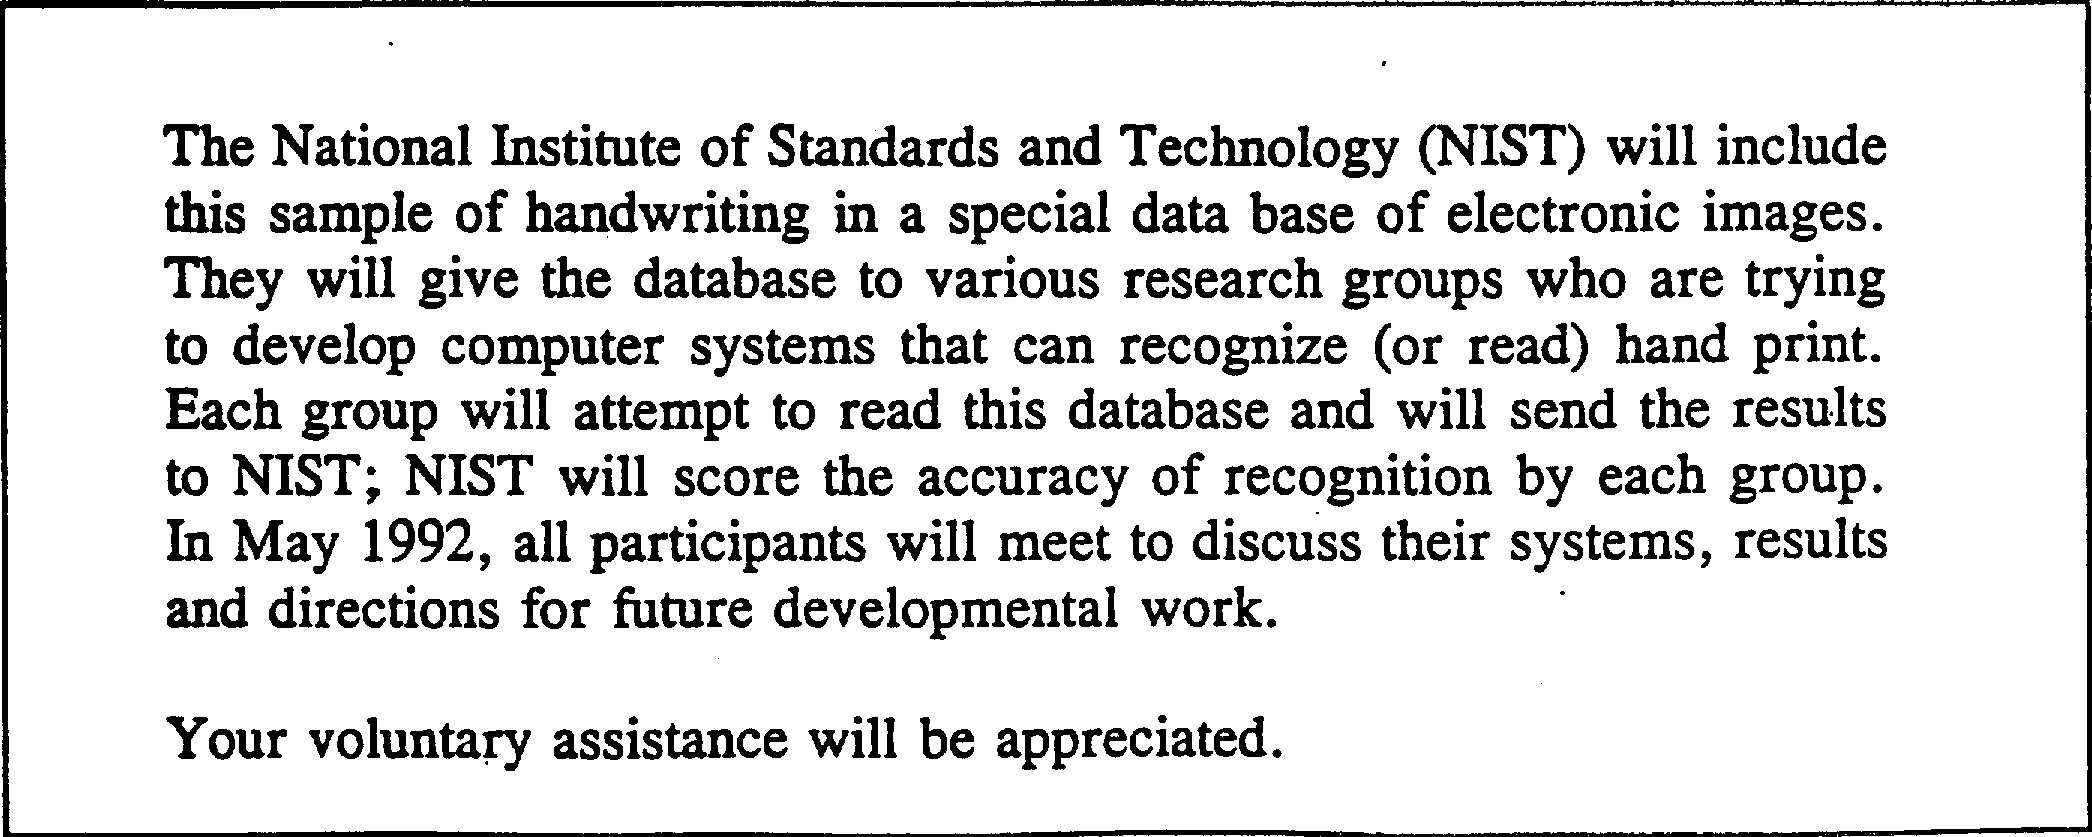 The National Institute of Standards and Technology (NIST) will include
this sample of handwriting in a special data base of electronic images.
They will give the database to various research groups who are trying
to develop computer systems that can recognize (or read) hand print.
Each group will attempt to read this database and will send the results
to NIST; NIST will score the accuracy of recognition by each group.
In May 1992, all participants will meet to discuss their systems, results
and directions for future developmental work.

Your voluntary assistance will be appreciated.